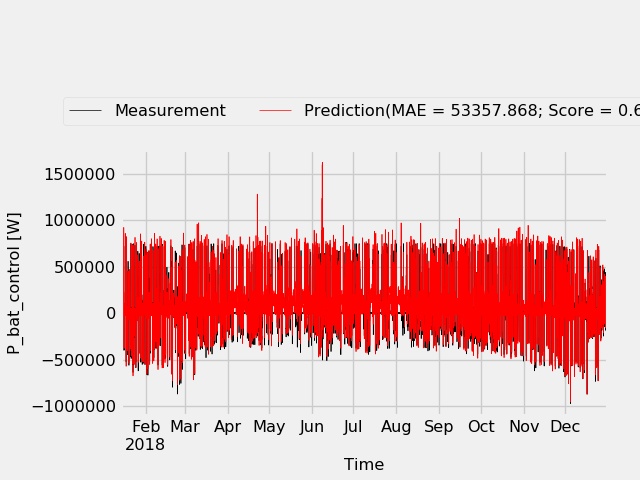 Measurement
Prediction(MAE = 53357.868; Score = 0.6
1500000
1000000
500000
0
−500000
−1000000
P_bat_control [W]
Feb Mar Apr May Jun Jul Aug Sep Oct Nov Dec
2018
Time